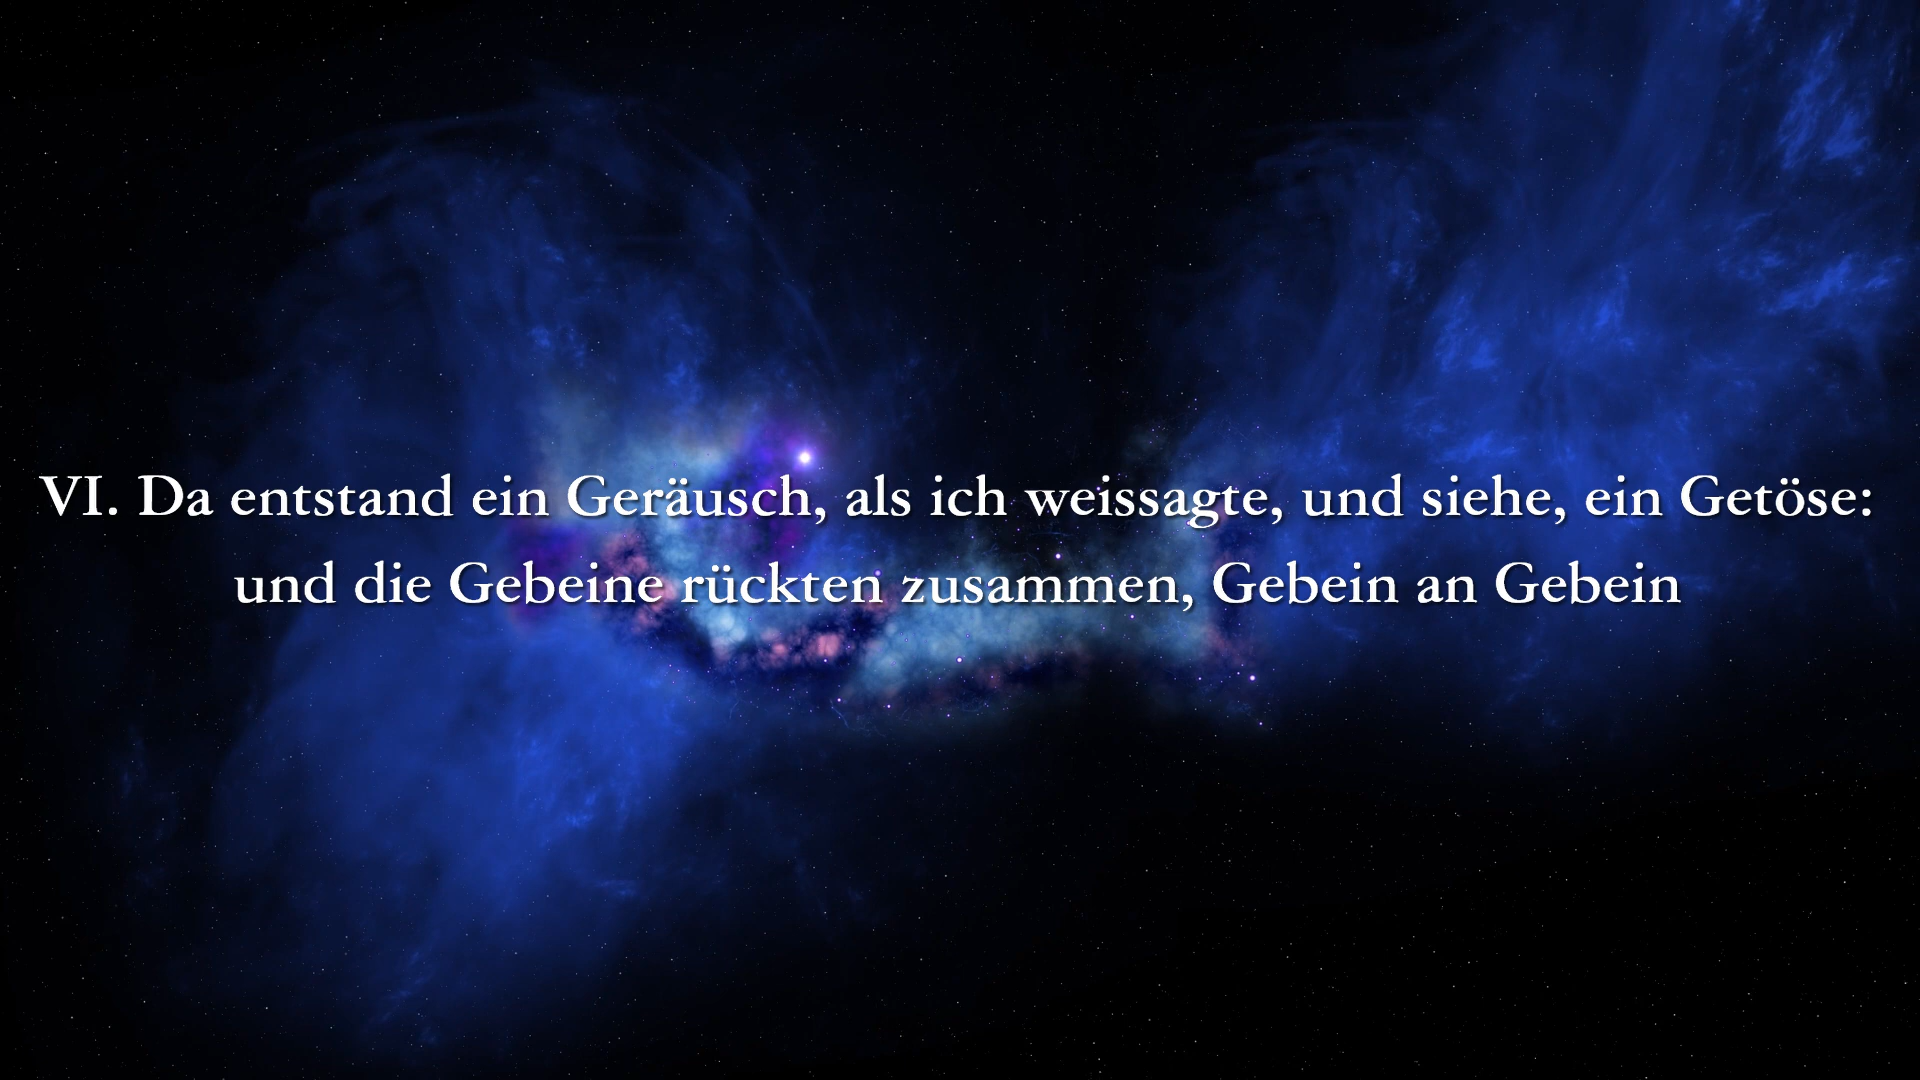 VI. Da entstand ein Geräusch, als ich weissagte, und siehe, ein Getöse:
und die Gebeine rückten zusammen, Gebein an Gebein